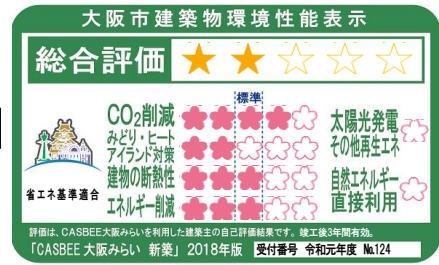 大阪市建築物環境性能表示
総合評価
標準
CO2削減
みどり・ヒート
アイランド対策
建物の断熱性
エネルギー削減
太陽光発電
その他再生エネ
自然エネルギー
直接利用
省エネ基準適合
評価は、CASBEE大阪みらいを利用した建築主の自己評価結果です。竣工後3年間有効。
「CASBEE大阪みらい 新築」2018年版 受付番号 令和元年度 №124